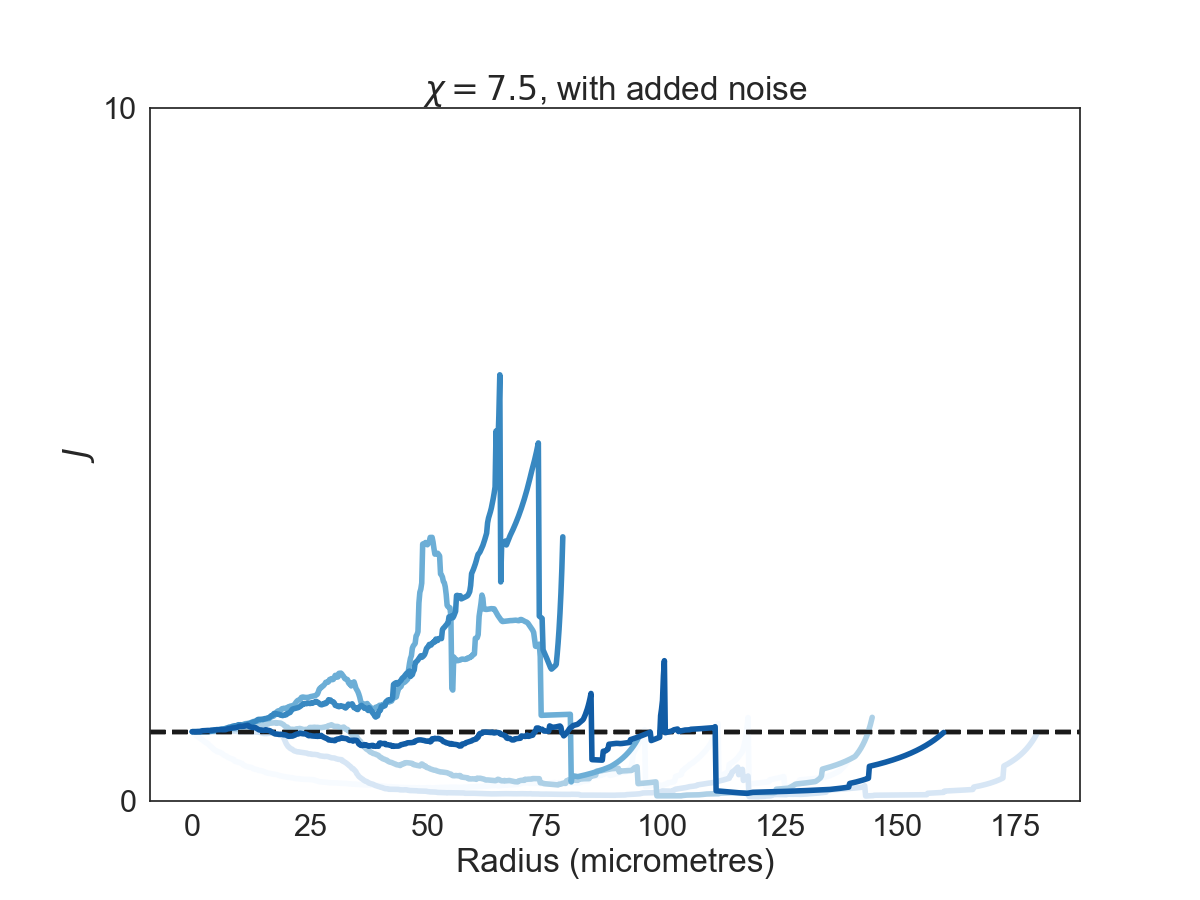 χ = 7.5, with added noise
10
J
0
0 25 50 75 100 125 150 175
Radius (micrometres)